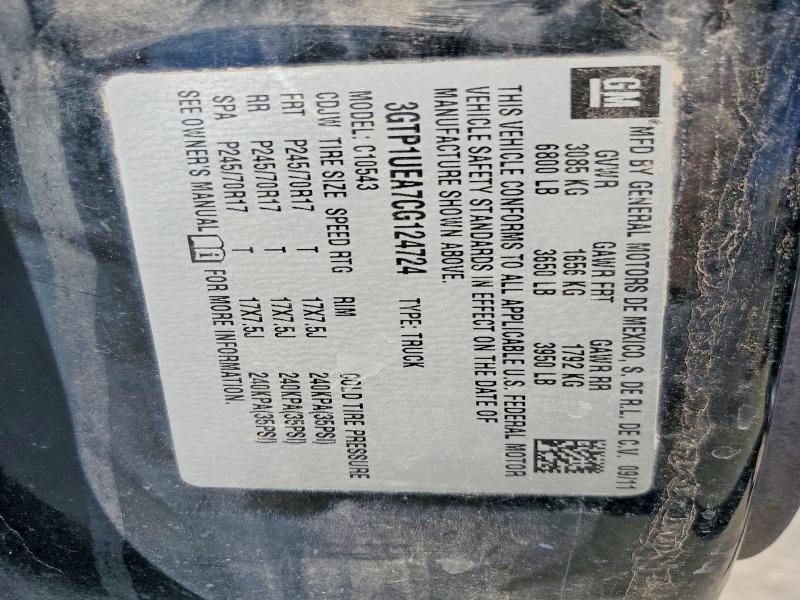 GM
MFD BY GENERAL MOTORS DE MEXICO, S. DE R.L. DE C.V. 09/11
GVWR GAWR FRT GAWR RR
3085 KG 1656 KG 1792 KG
6800 LB 3650 LB 3950 LB
THIS VEHICLE CONFORMS TO ALL APPLICABLE U.S. FEDERAL MOTOR
VEHICLE SAFETY STANDARDS IN EFFECT ON THE DATE OF
MANUFACTURE SHOWN ABOVE.
3GTP1UEA7CG124724 TYPE: TRUCK
MODEL: C10543
CDJW TIRE SIZE SPEED RTG RIM COLD TIRE PRESSURE
FRT P245/70R17 T 17X7.5J 240KPA(35PSI)
RR P245/70R17 T 17X7.5J 240KPA(35PSI)
SPA P245/70R17 T 17X7.5J 240KPA(35PSI)
SEE OWNER'S MANUAL FOR MORE INFORMATION.